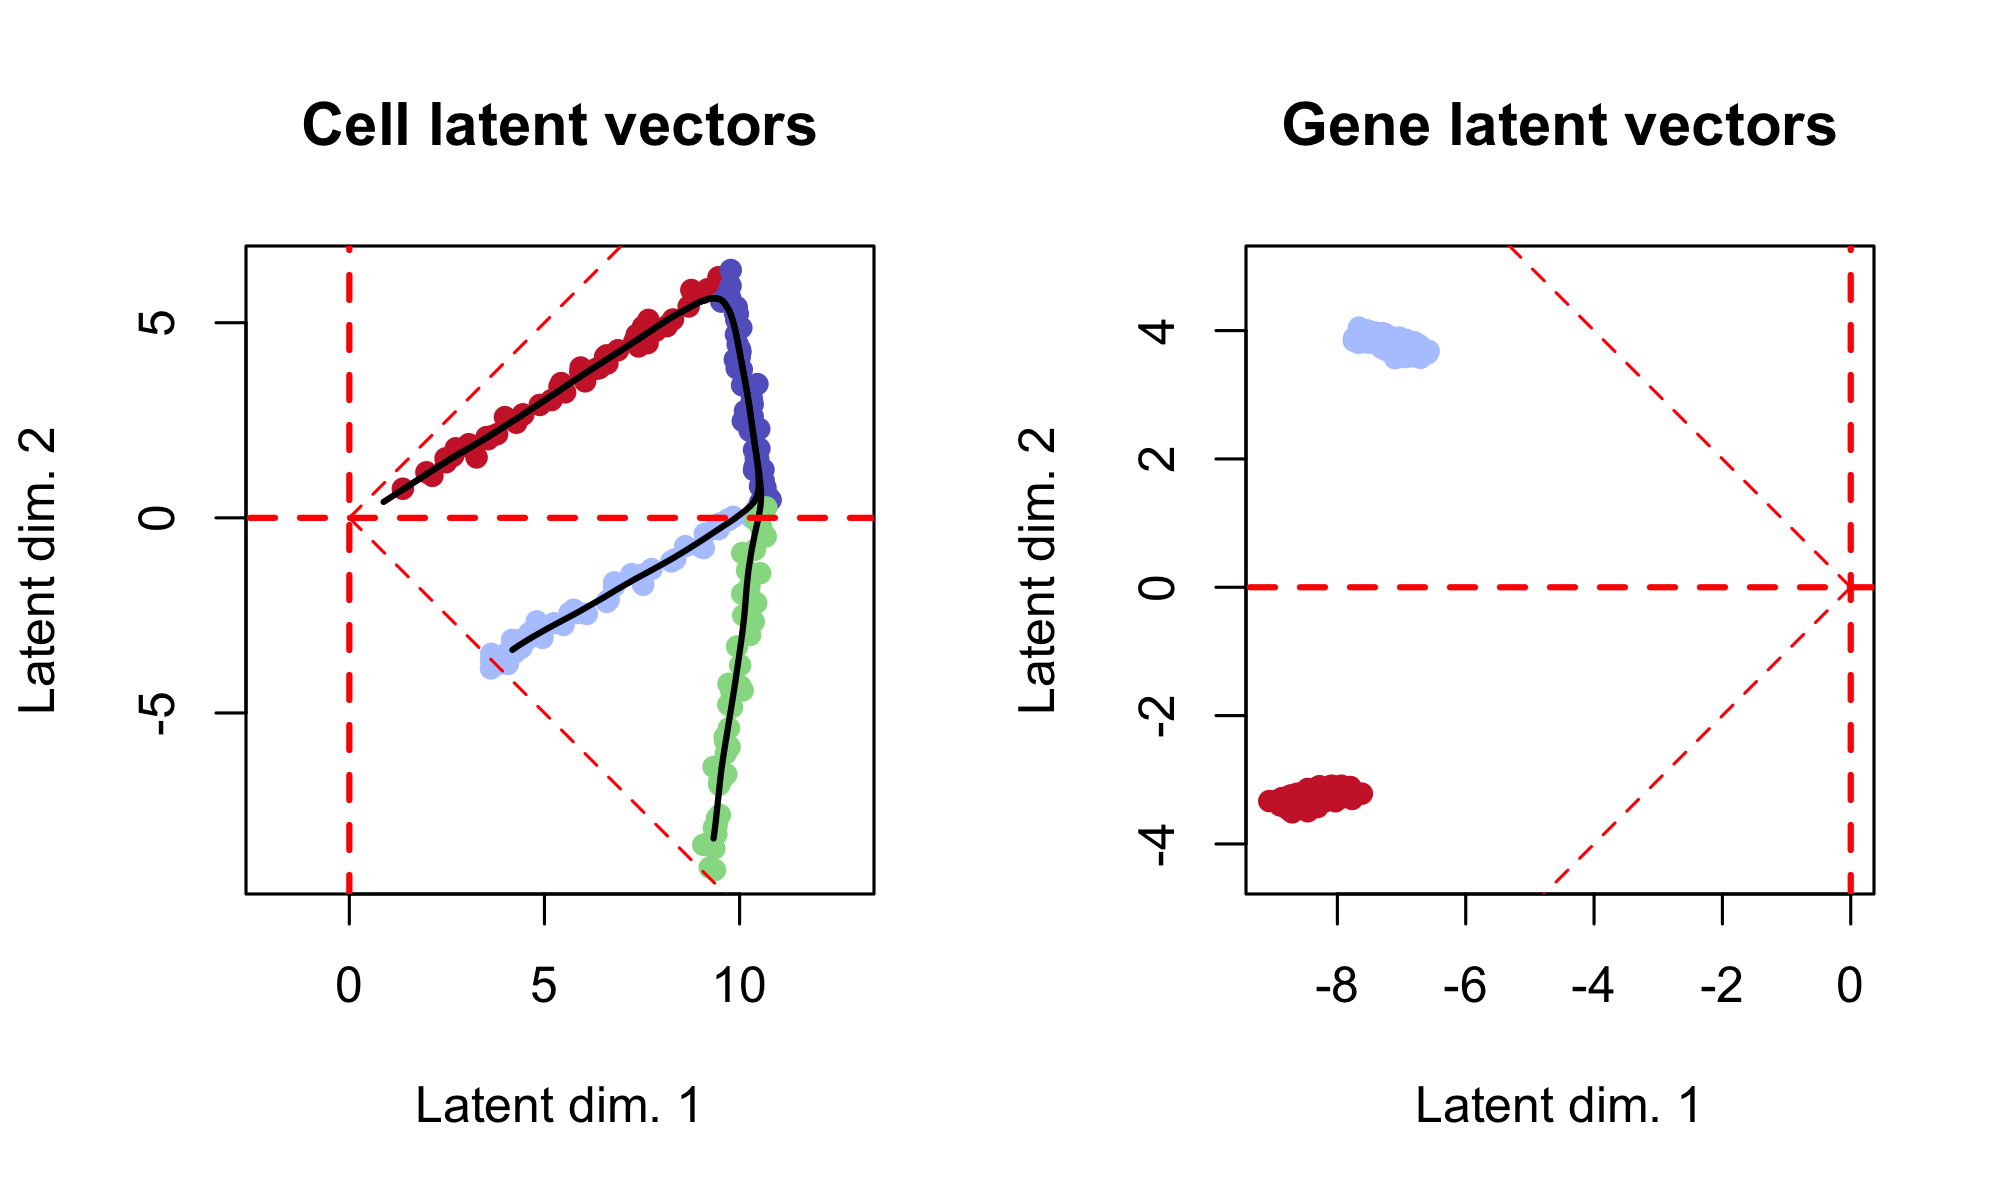 Cell latent vectors
Latent dim. 2
5
0
-5
0 5 10
Latent dim. 1
Gene latent vectors
Latent dim. 2
4
2
0
-2
-4
-8 -6 -4 -2 0
Latent dim. 1